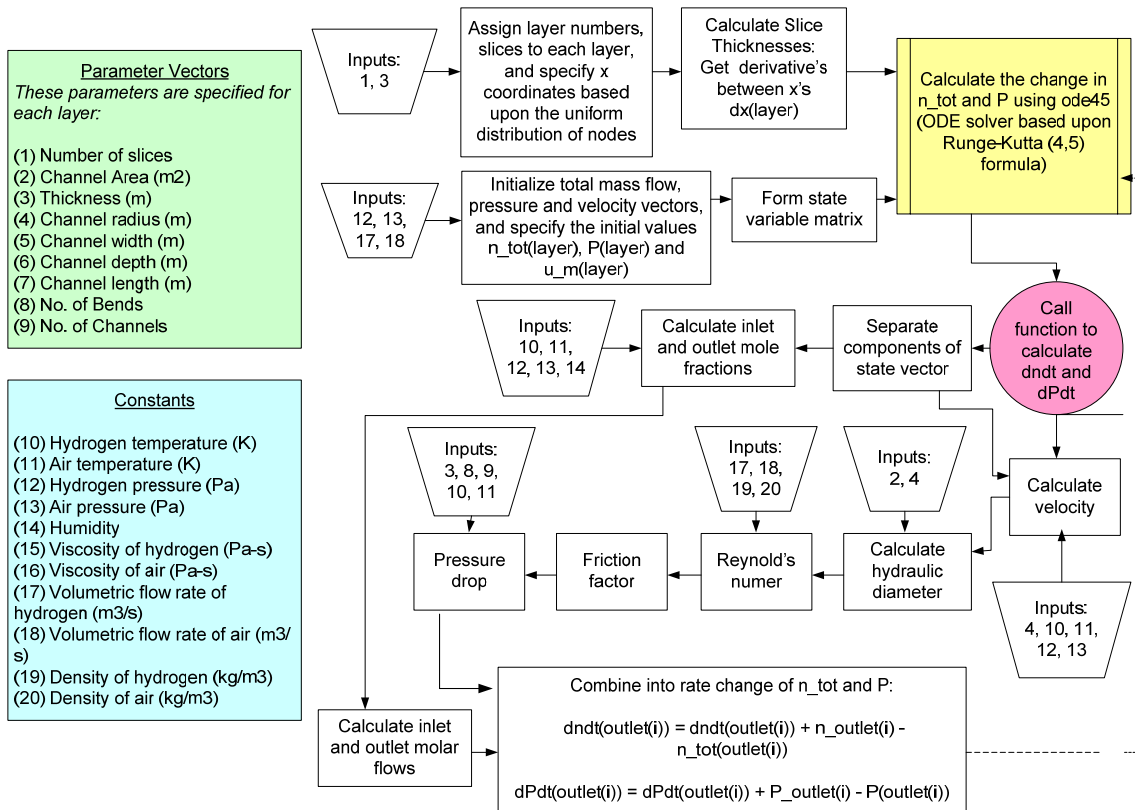 Parameter Vectors
These parameters are specified for
each layer:
(1) Number of slices
(2) Channel Area (m2)
(3) Thickness (m)
(4) Channel radius (m)
(5) Channel width (m)
(6) Channel depth (m)
(7) Channel length (m)
(8) No. of Bends
(9) No. of Channels
Constants
(10) Hydrogen temperature (K)
(11) Air temperature (K)
(12) Hydrogen pressure (Pa)
(13) Air pressure (Pa)
(14) Humidity
(15) Viscosity of hydrogen (Pa-s)
(16) Viscosity of air (Pa-s)
(17) Volumetric flow rate of
hydrogen (m3/s)
(18) Volumetric flow rate of air (m3/
s)
(19) Density of hydrogen (kg/m3)
(20) Density of air (kg/m3)
Inputs:
1, 3
Assign layer numbers,
slices to each layer,
and specify x
coordinates based
upon the uniform
distribution of nodes
Calculate Slice
Thicknesses:
Get derivative's
between x's
dx(layer)
Calculate the change in
n_tot and P using ode45
(ODE solver based upon
Runge-Kutta (4,5)
formula)
Inputs:
12, 13,
17, 18
Initialize total mass flow,
pressure and velocity vectors,
and specify the initial values
n_tot(layer), P(layer) and
u_m(layer)
Form state
variable matrix
Call
function to
calculate
dndt and
dPdt
Separate
components of
state vector
Calculate inlet
and outlet mole
fractions
Inputs:
10, 11,
12, 13, 14
Inputs:
3, 8, 9,
10, 11
Inputs:
17, 18,
19, 20
Inputs:
2, 4
Calculate
velocity
Pressure
drop
Friction
factor
Reynold's
numer
Calculate
hydraulic
diameter
Inputs:
4, 10, 11,
12, 13
Calculate inlet
and outlet molar
flows
Combine into rate change of n_tot and P:
dndt(outlet(i)) = dndt(outlet(i)) + n_outlet(i) -
n_tot(outlet(i))
dPdt(outlet(i)) = dPdt(outlet(i)) + P_outlet(i) - P(outlet(i))